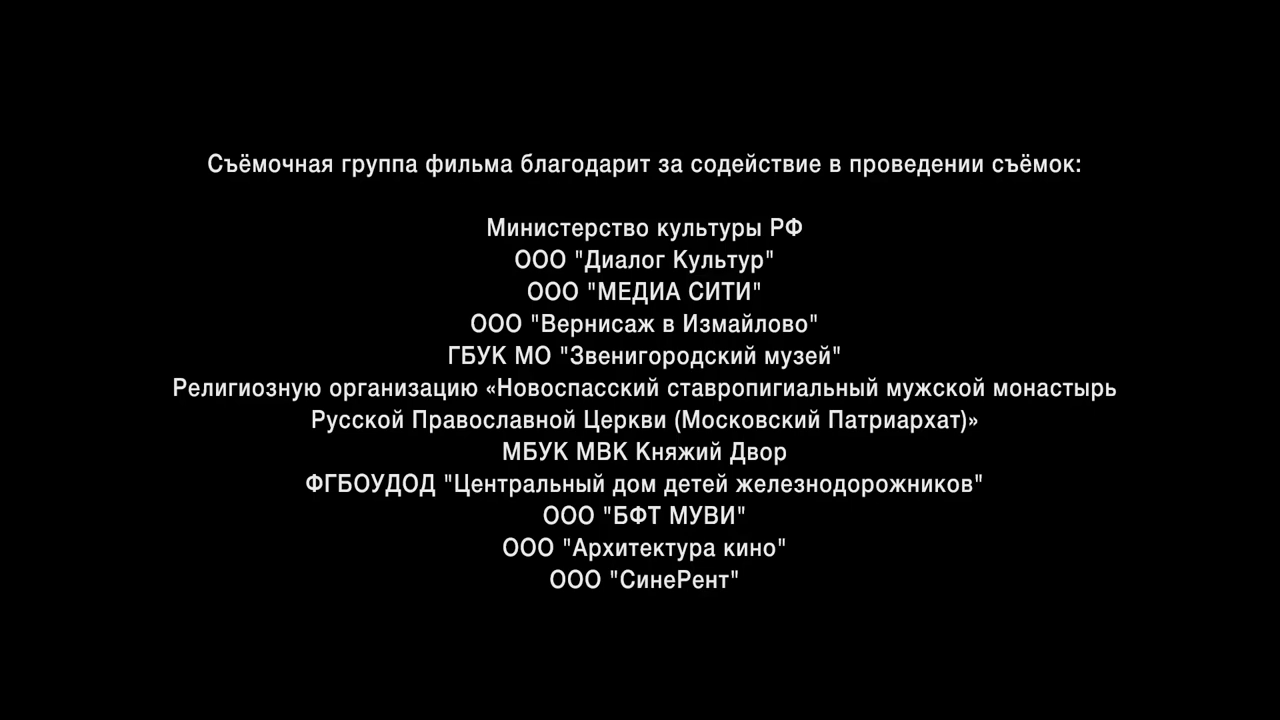 Съёмочная группа фильма благодарит за содействие в проведении съёмок:
Министерство культуры РФ
ООО "Диалог Культур"
ООО "МЕДИА СИТИ"
ООО "Вернисаж в Измайлово"
ГБУК МО "Звенигородский музей"
Религиозную организацию «Новоспасский ставропигиальный мужской монастырь
Русской Православной Церкви (Московский Патриархат)»
МБУК МВК Княжий Двор
ФГБОУДОД "Центральный дом детей железнодорожников"
ООО "БФТ МУВИ"
ООО "Архитектура кино"
ООО "СинеРент"